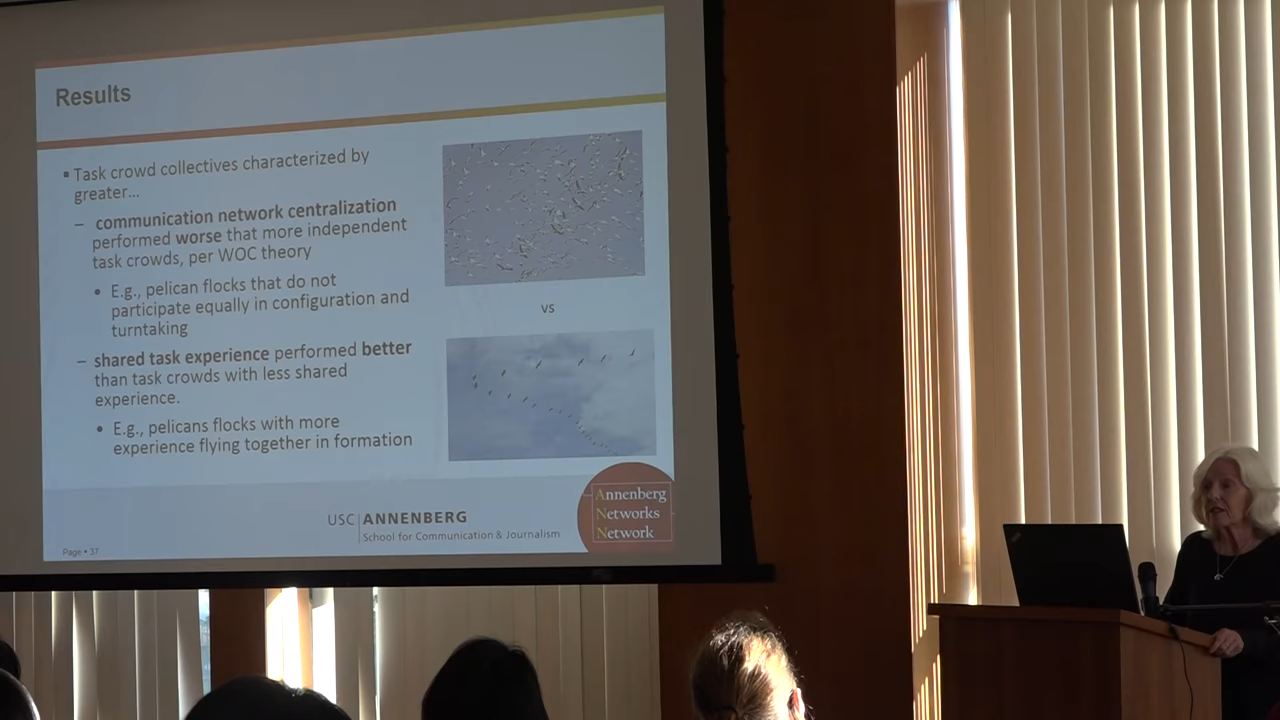 Results
▪ Task crowd collectives characterized by
greater...
– communication network centralization
performed worse that more independent
task crowds, per WOC theory
• E.g., pelican flocks that do not
participate equally in configuration and
turntaking
– shared task experience performed better
than task crowds with less shared
experience.
• E.g., pelicans flocks with more
experience flying together in formation
vs
USC ANNENBERG
School for Communication & Journalism
Annenberg
Networks
Network
Page ▪ 37